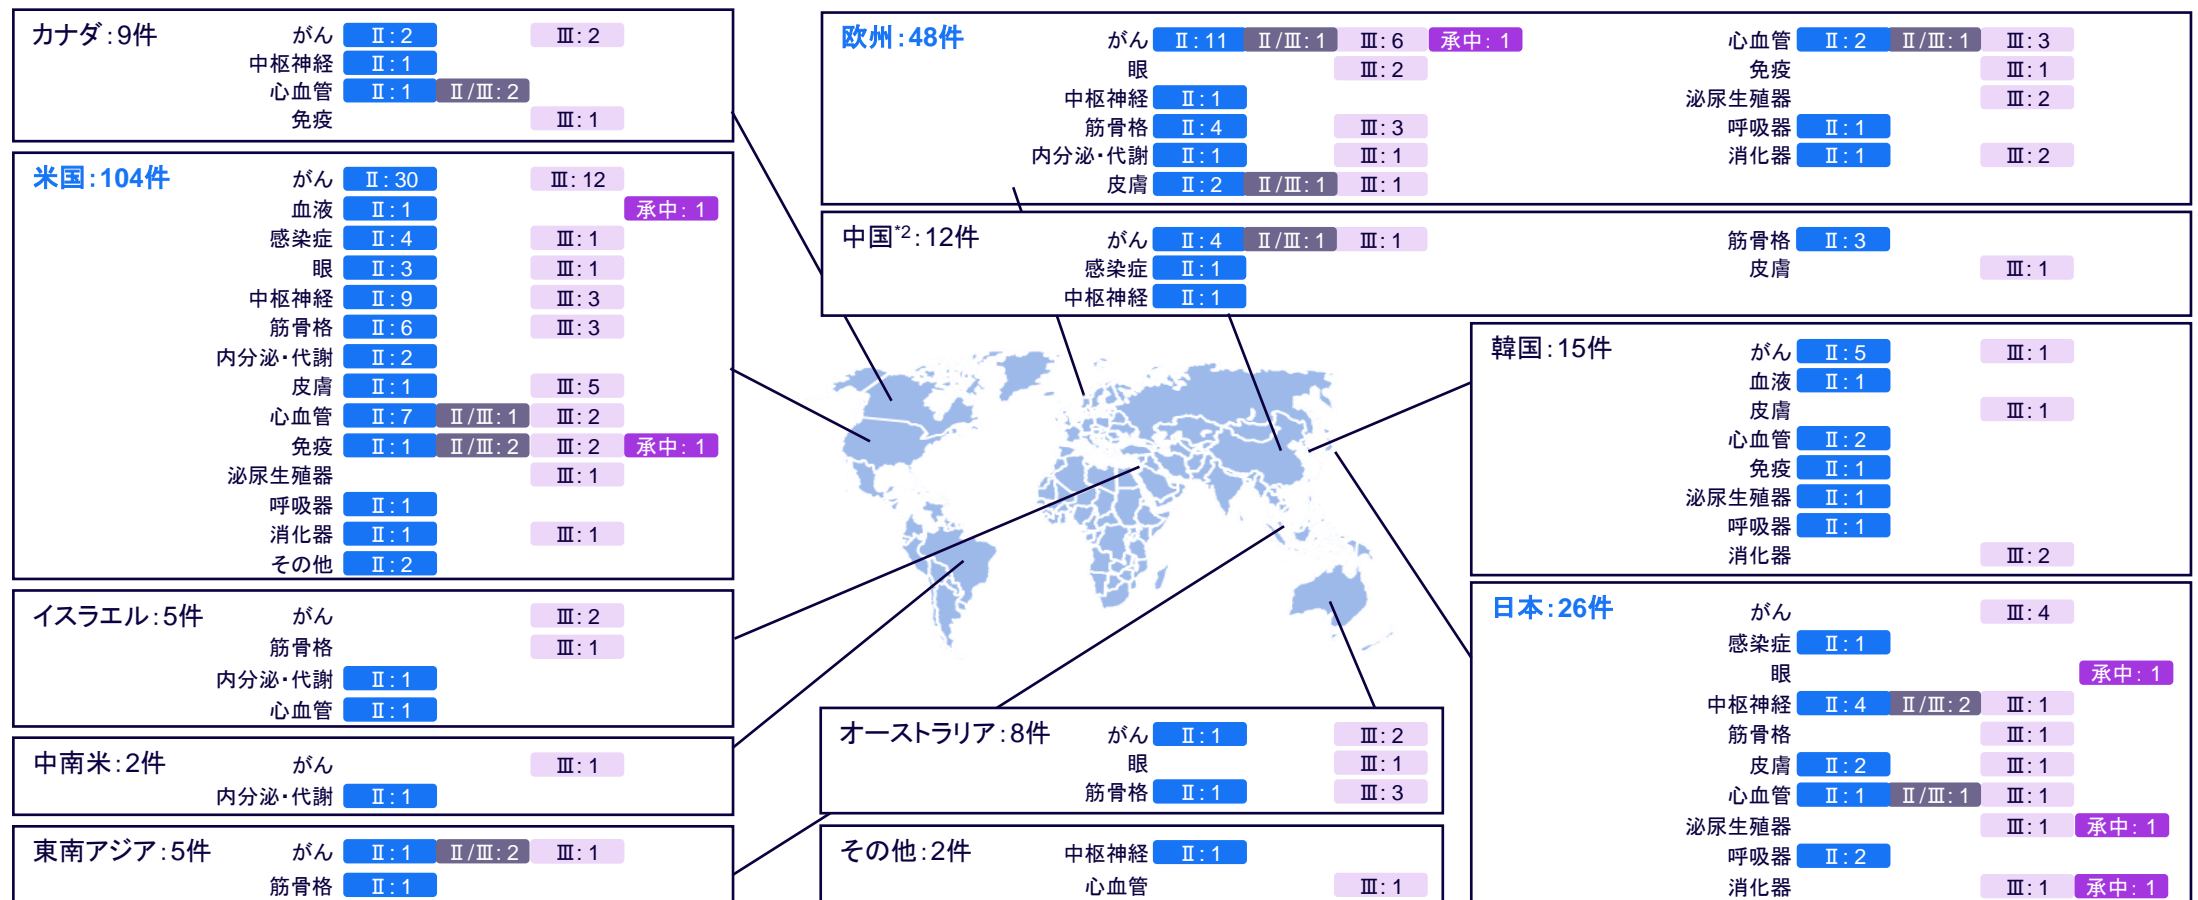 カナダ:9件
がん Ⅱ:2 Ⅲ:2
中枢神経 Ⅱ:1
心血管 Ⅱ:1 Ⅱ/Ⅲ:2
免疫 Ⅲ:1
米国:104件
がん Ⅱ:30 Ⅲ:12
血液 Ⅱ:1 承中:1
感染症 Ⅱ:4 Ⅲ:1
眼 Ⅱ:3 Ⅲ:1
中枢神経 Ⅱ:9 Ⅲ:3
筋骨格 Ⅱ:6 Ⅲ:3
内分泌・代謝 Ⅱ:2
皮膚 Ⅱ:1 Ⅲ:5
心血管 Ⅱ:7 Ⅱ/Ⅲ:1 Ⅲ:2
免疫 Ⅱ:1 Ⅱ/Ⅲ:2 Ⅲ:2 承中:1
泌尿生殖器 Ⅲ:1
呼吸器 Ⅱ:1
消化器 Ⅱ:1 Ⅲ:1
その他 Ⅱ:2
イスラエル:5件
がん Ⅲ:2
筋骨格 Ⅲ:1
内分泌・代謝 Ⅱ:1
心血管 Ⅱ:1
中南米:2件
がん Ⅲ:1
内分泌・代謝 Ⅱ:1
東南アジア:5件
がん Ⅱ:1 Ⅱ/Ⅲ:2 Ⅲ:1
筋骨格 Ⅱ:1
欧州:48件
がん Ⅱ:11 Ⅱ/Ⅲ:1 Ⅲ:6 承中:1
眼 Ⅲ:2
中枢神経 Ⅱ:1
筋骨格 Ⅱ:4 Ⅲ:3
内分泌・代謝 Ⅱ:1 Ⅲ:1
皮膚 Ⅱ:2 Ⅱ/Ⅲ:1 Ⅲ:1
心血管 Ⅱ:2 Ⅱ/Ⅲ:1 Ⅲ:3
免疫 Ⅲ:1
泌尿生殖器 Ⅲ:2
呼吸器 Ⅱ:1
消化器 Ⅱ:1 Ⅲ:2
中国*2:12件
がん Ⅱ:4 Ⅱ/Ⅲ:1 Ⅲ:1
感染症 Ⅱ:1
中枢神経 Ⅱ:1
筋骨格 Ⅱ:3
皮膚 Ⅲ:1
韓国:15件
がん Ⅱ:5 Ⅲ:1
血液 Ⅱ:1
皮膚 Ⅲ:1
心血管 Ⅱ:2
免疫 Ⅱ:1
泌尿生殖器 Ⅱ:1
呼吸器 Ⅱ:1
消化器 Ⅲ:2
日本:26件
がん Ⅲ:4
感染症 Ⅱ:1
眼 承中:1
中枢神経 Ⅱ:4 Ⅱ/Ⅲ:2 Ⅲ:1
筋骨格 Ⅲ:1
皮膚 Ⅱ:2 Ⅲ:1
心血管 Ⅱ:1 Ⅱ/Ⅲ:1 Ⅲ:1
泌尿生殖器 Ⅲ:1 承中:1
呼吸器 Ⅱ:2
消化器 Ⅲ:1 承中:1
オーストラリア:8件
がん Ⅱ:1 Ⅲ:2
眼 Ⅲ:1
筋骨格 Ⅱ:1 Ⅲ:3
その他:2件
中枢神経 Ⅱ:1
心血管 Ⅲ:1